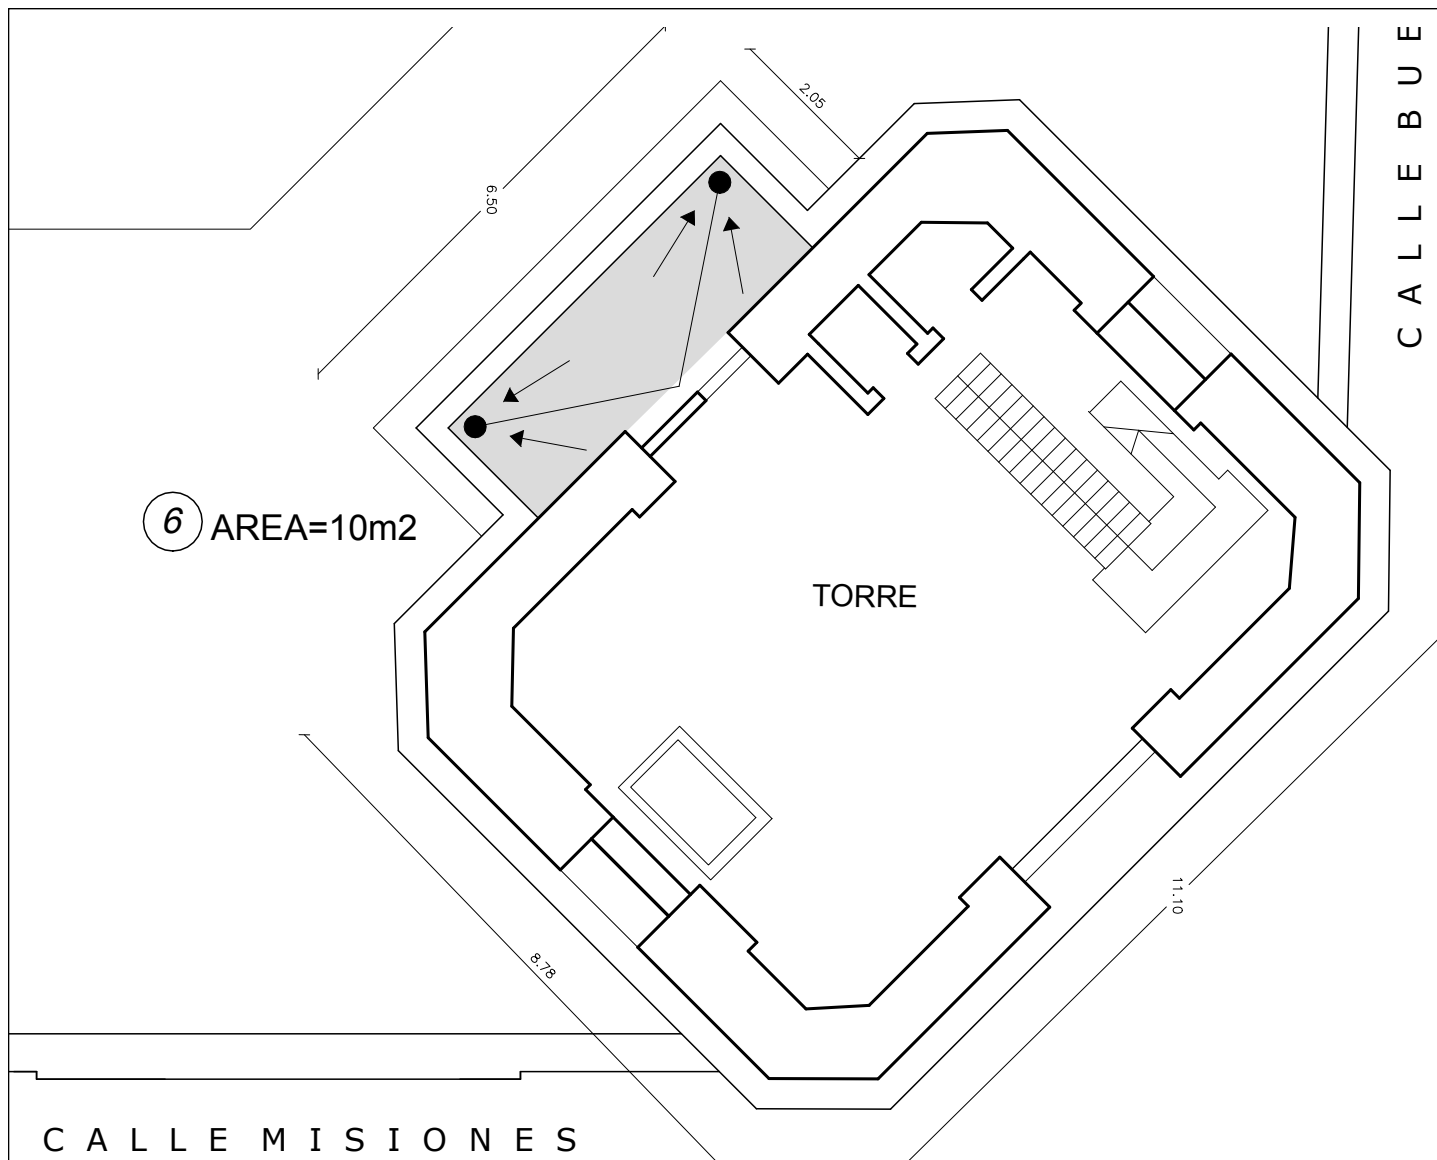 CALLE BUE
2.05
6.50
6 AREA=10m2
TORRE
11.10
8.78
CALLE MISIONES